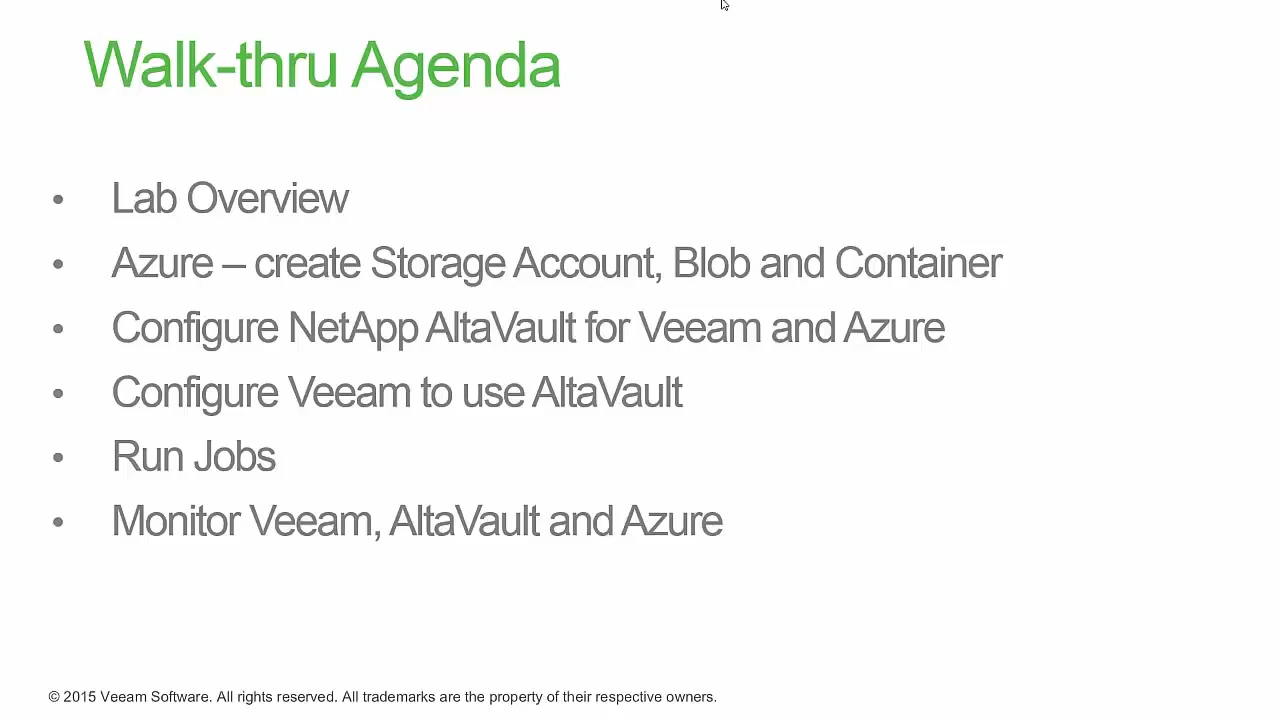 Walk-thru Agenda
• Lab Overview
• Azure – create Storage Account, Blob and Container
• Configure NetApp AltaVault for Veeam and Azure
• Configure Veeam to use AltaVault
• Run Jobs
• Monitor Veeam, AltaVault and Azure
© 2015 Veeam Software. All rights reserved. All trademarks are the property of their respective owners.